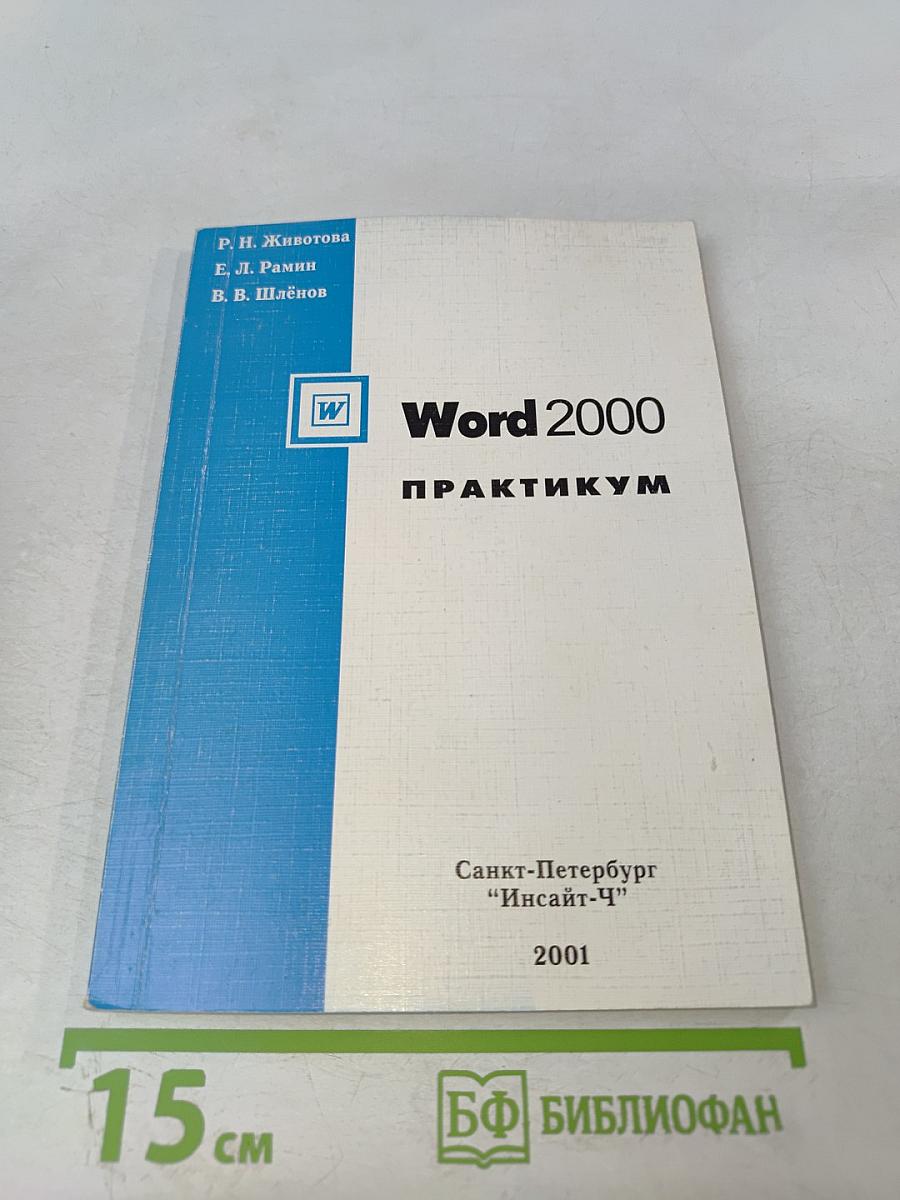 Р. Н. Животова
Е. Л. Рамин
В. В. Шлёнов
W
Word 2000
ПРАКТИКУМ
Санкт-Петербург
“Инсайт-Ч”
2001
15 см
БФ БИБЛИОФАН